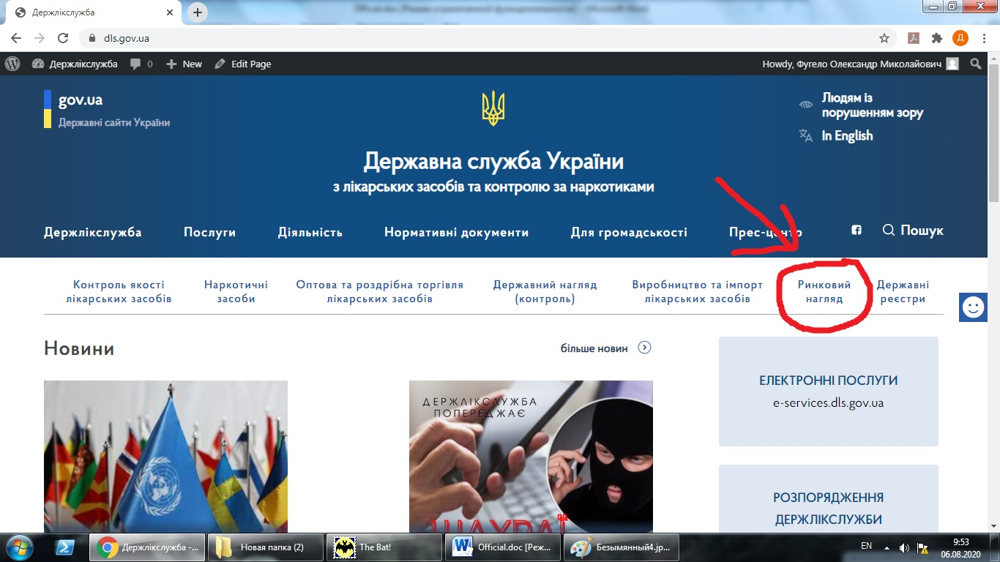 Держлікслужба
dls.gov.ua
Д
Держлікслужба
0
New
Edit Page
Howdy, Фугело Олександр Миколайович
gov.ua
Державні сайти України
Людям із
порушенням зору
In English
Державна служба України
з лікарських засобів та контролю за наркотиками
Держлікслужба
Послуги
Діяльність
Нормативні документи
Для громадськості
Прес-центр
Пошук
Контроль якості
лікарських засобів
Наркотичні
засоби
Оптова та роздрібна торгівля
лікарських засобів
Державний нагляд
(контроль)
Виробництво та імпорт
лікарських засобів
Ринковий
нагляд
Державні
реєстри
Новини
більше новин
ДЕРЖЛІКСЛУЖБА
ПОПЕРЕДЖАЄ
ЕЛЕКТРОННІ ПОСЛУГИ
e-services.dls.gov.ua
РОЗПОРЯДЖЕННЯ
ДЕРЖЛІКСЛУЖБИ
Держлікслужба -...
Новая папка (2)
The Bat!
Official.doc [Реж...
Безымянный4.jp...
EN
9:53
06.08.2020